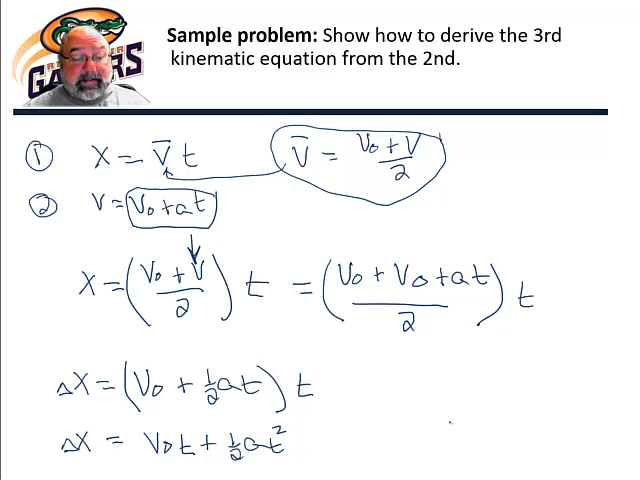 Sample problem: Show how to derive the 3rd
kinematic equation from the 2nd.
① X = V̅ t    V̅ = (V₀ + V)/2
② V = V₀ + at
X = ((V₀ + V)/2) t = ((V₀ + V₀ + at)/2) t
ΔX = (V₀ + ½at) t
ΔX = V₀t + ½at²